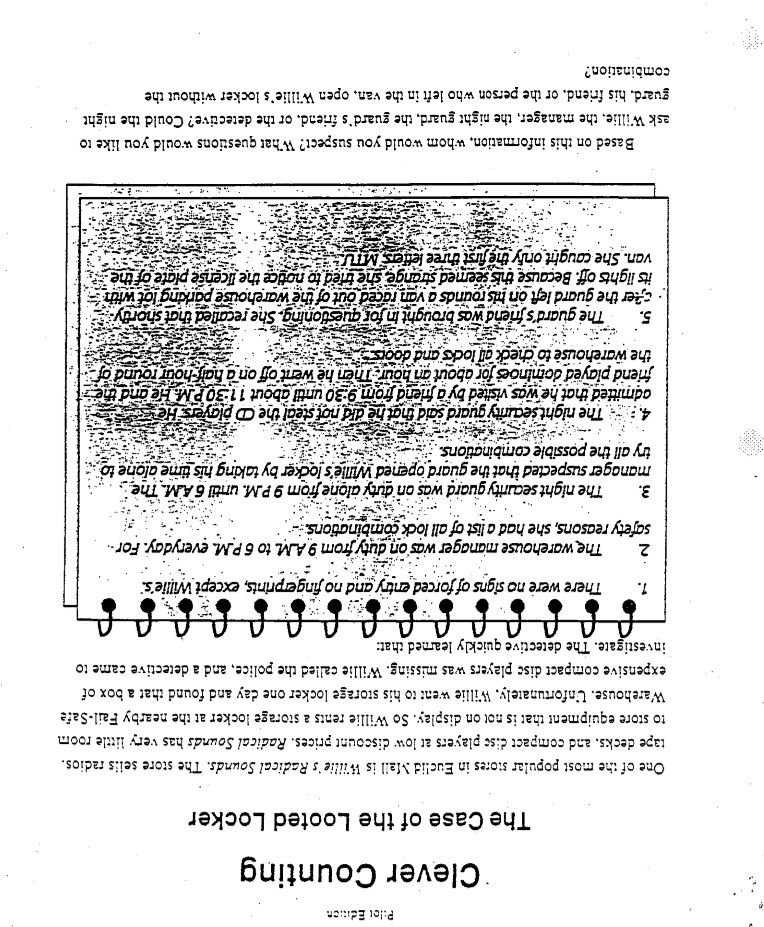 Pilot Edition
Clever Counting
The Case of the Looted Locker
One of the most popular stores in Euclid Mall is Willie's Radical Sounds. The store sells radios,
tape decks, and compact disc players at low discount prices. Radical Sounds has very little room
to store equipment that is not on display. So Willie rents a storage locker at the nearby Fail-Safe
Warehouse. Unfortunately, Willie went to his storage locker one day and found that a box of
expensive compact disc players was missing. Willie called the police, and a detective came to
investigate. The detective quickly learned that:
1. There were no signs of forced entry and no fingerprints, except Willie's.
2 The warehouse manager was on duty from 9 A.M. to 6 P.M. everyday. For
safety reasons, she had a list of all lock combinations.
3. The night security guard was on duty alone from 9 P.M. until 6 A.M. The
manager suspected that the guard opened Willie's locker by taking his time alone to
try all the possible combinations.
4. The night security guard said that he did not steal the CD players. He
admitted that he was visited by a friend from 9:30 until about 11:30 P.M. He and the
friend played dominoes for about an hour. Then he went off on a half-hour round of
the warehouse to check all locks and doors.
5. The guard's friend was brought in for questioning. She recalled that shortly
after the guard left on his rounds a van raced out of the warehouse parking lot with
its lights off. Because this seemed strange, she tried to notice the license plate of the
van. She caught only the first three letters, MTU.
Based on this information, whom would you suspect? What questions would you like to
ask Willie, the manager, the night guard, the guard's friend, or the detective? Could the night
guard, his friend, or the person who left in the van, open Willie's locker without the
combination?